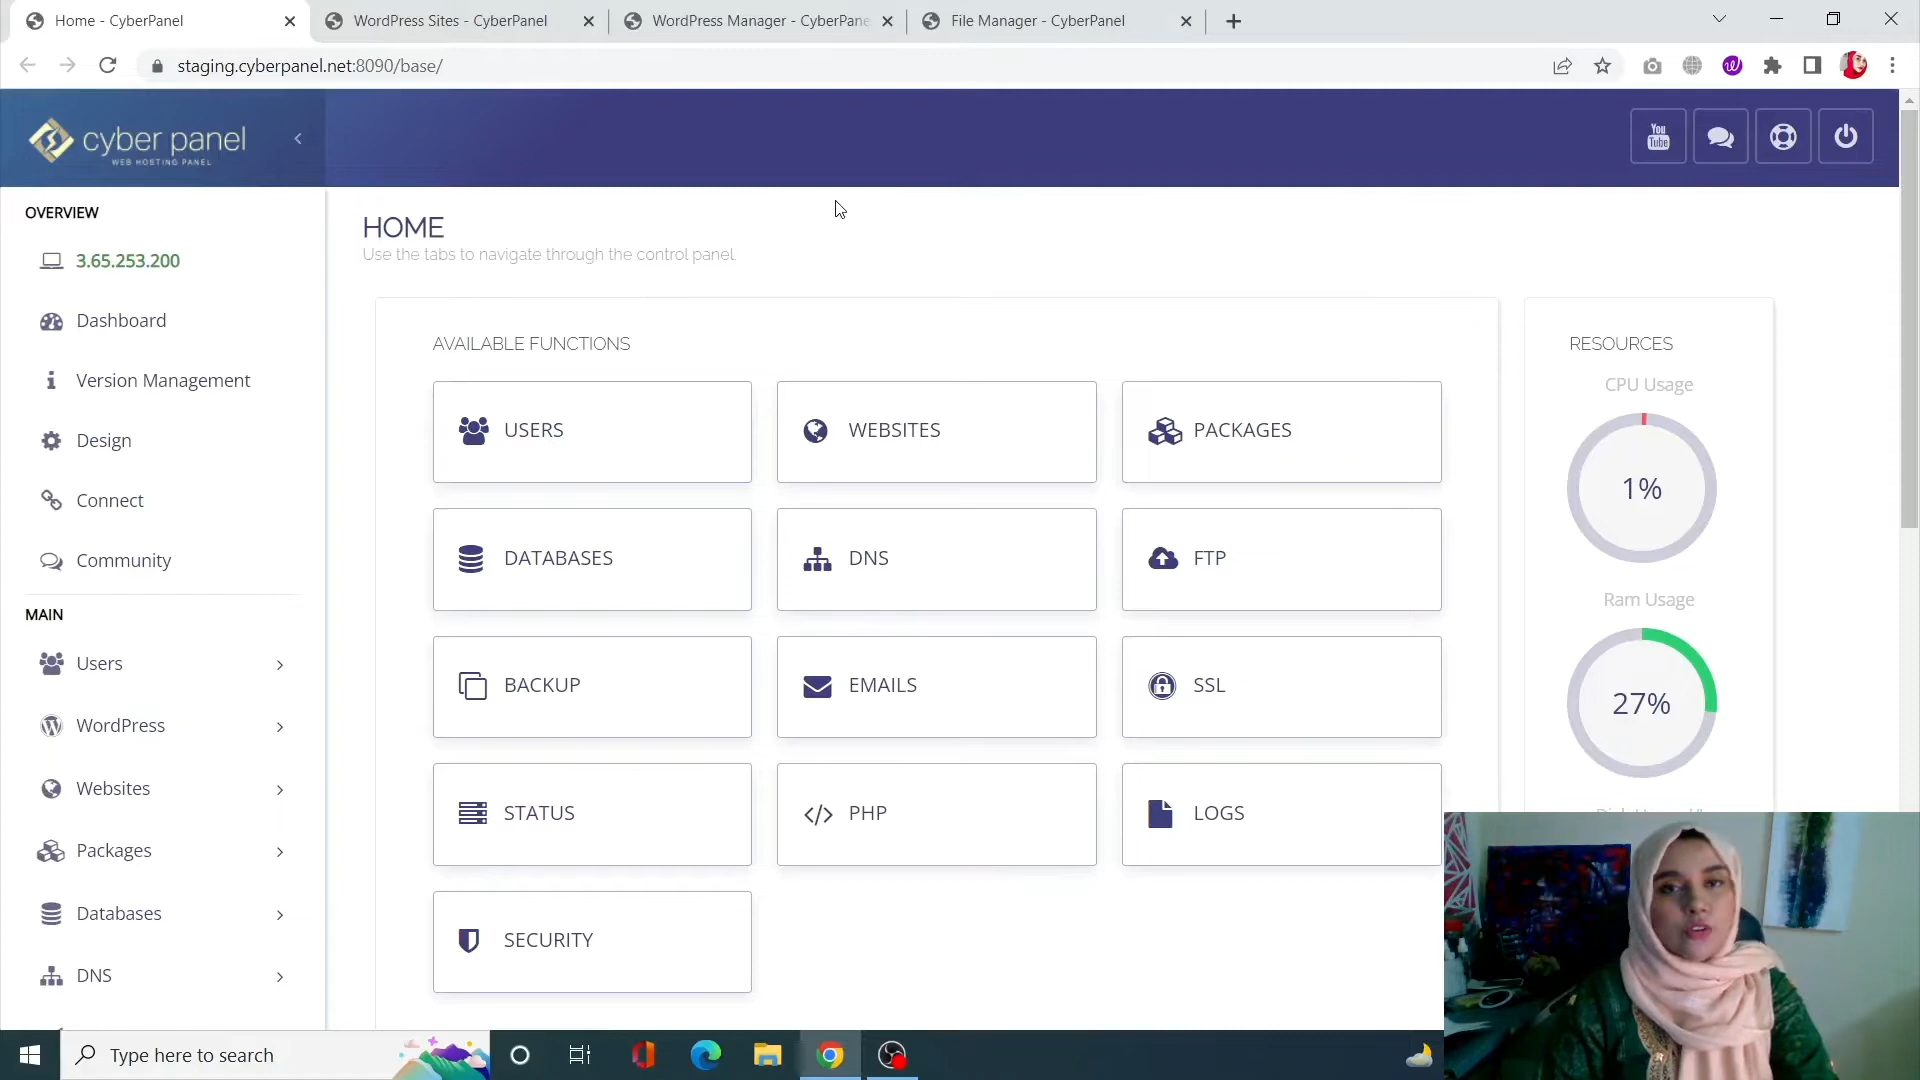 Home - CyberPanel
WordPress Sites - CyberPanel
WordPress Manager - CyberPane
File Manager - CyberPanel
staging.cyberpanel.net:8090/base/
cyber panel
WEB HOSTING PANEL
You
Tube
OVERVIEW
3.65.253.200
Dashboard
Version Management
Design
Connect
Community
MAIN
Users
WordPress
Websites
Packages
Databases
DNS
HOME
Use the tabs to navigate through the control panel.
AVAILABLE FUNCTIONS
USERS
WEBSITES
PACKAGES
DATABASES
DNS
FTP
BACKUP
EMAILS
SSL
STATUS
PHP
LOGS
SECURITY
RESOURCES
CPU Usage
1%
Ram Usage
27%
Type here to search